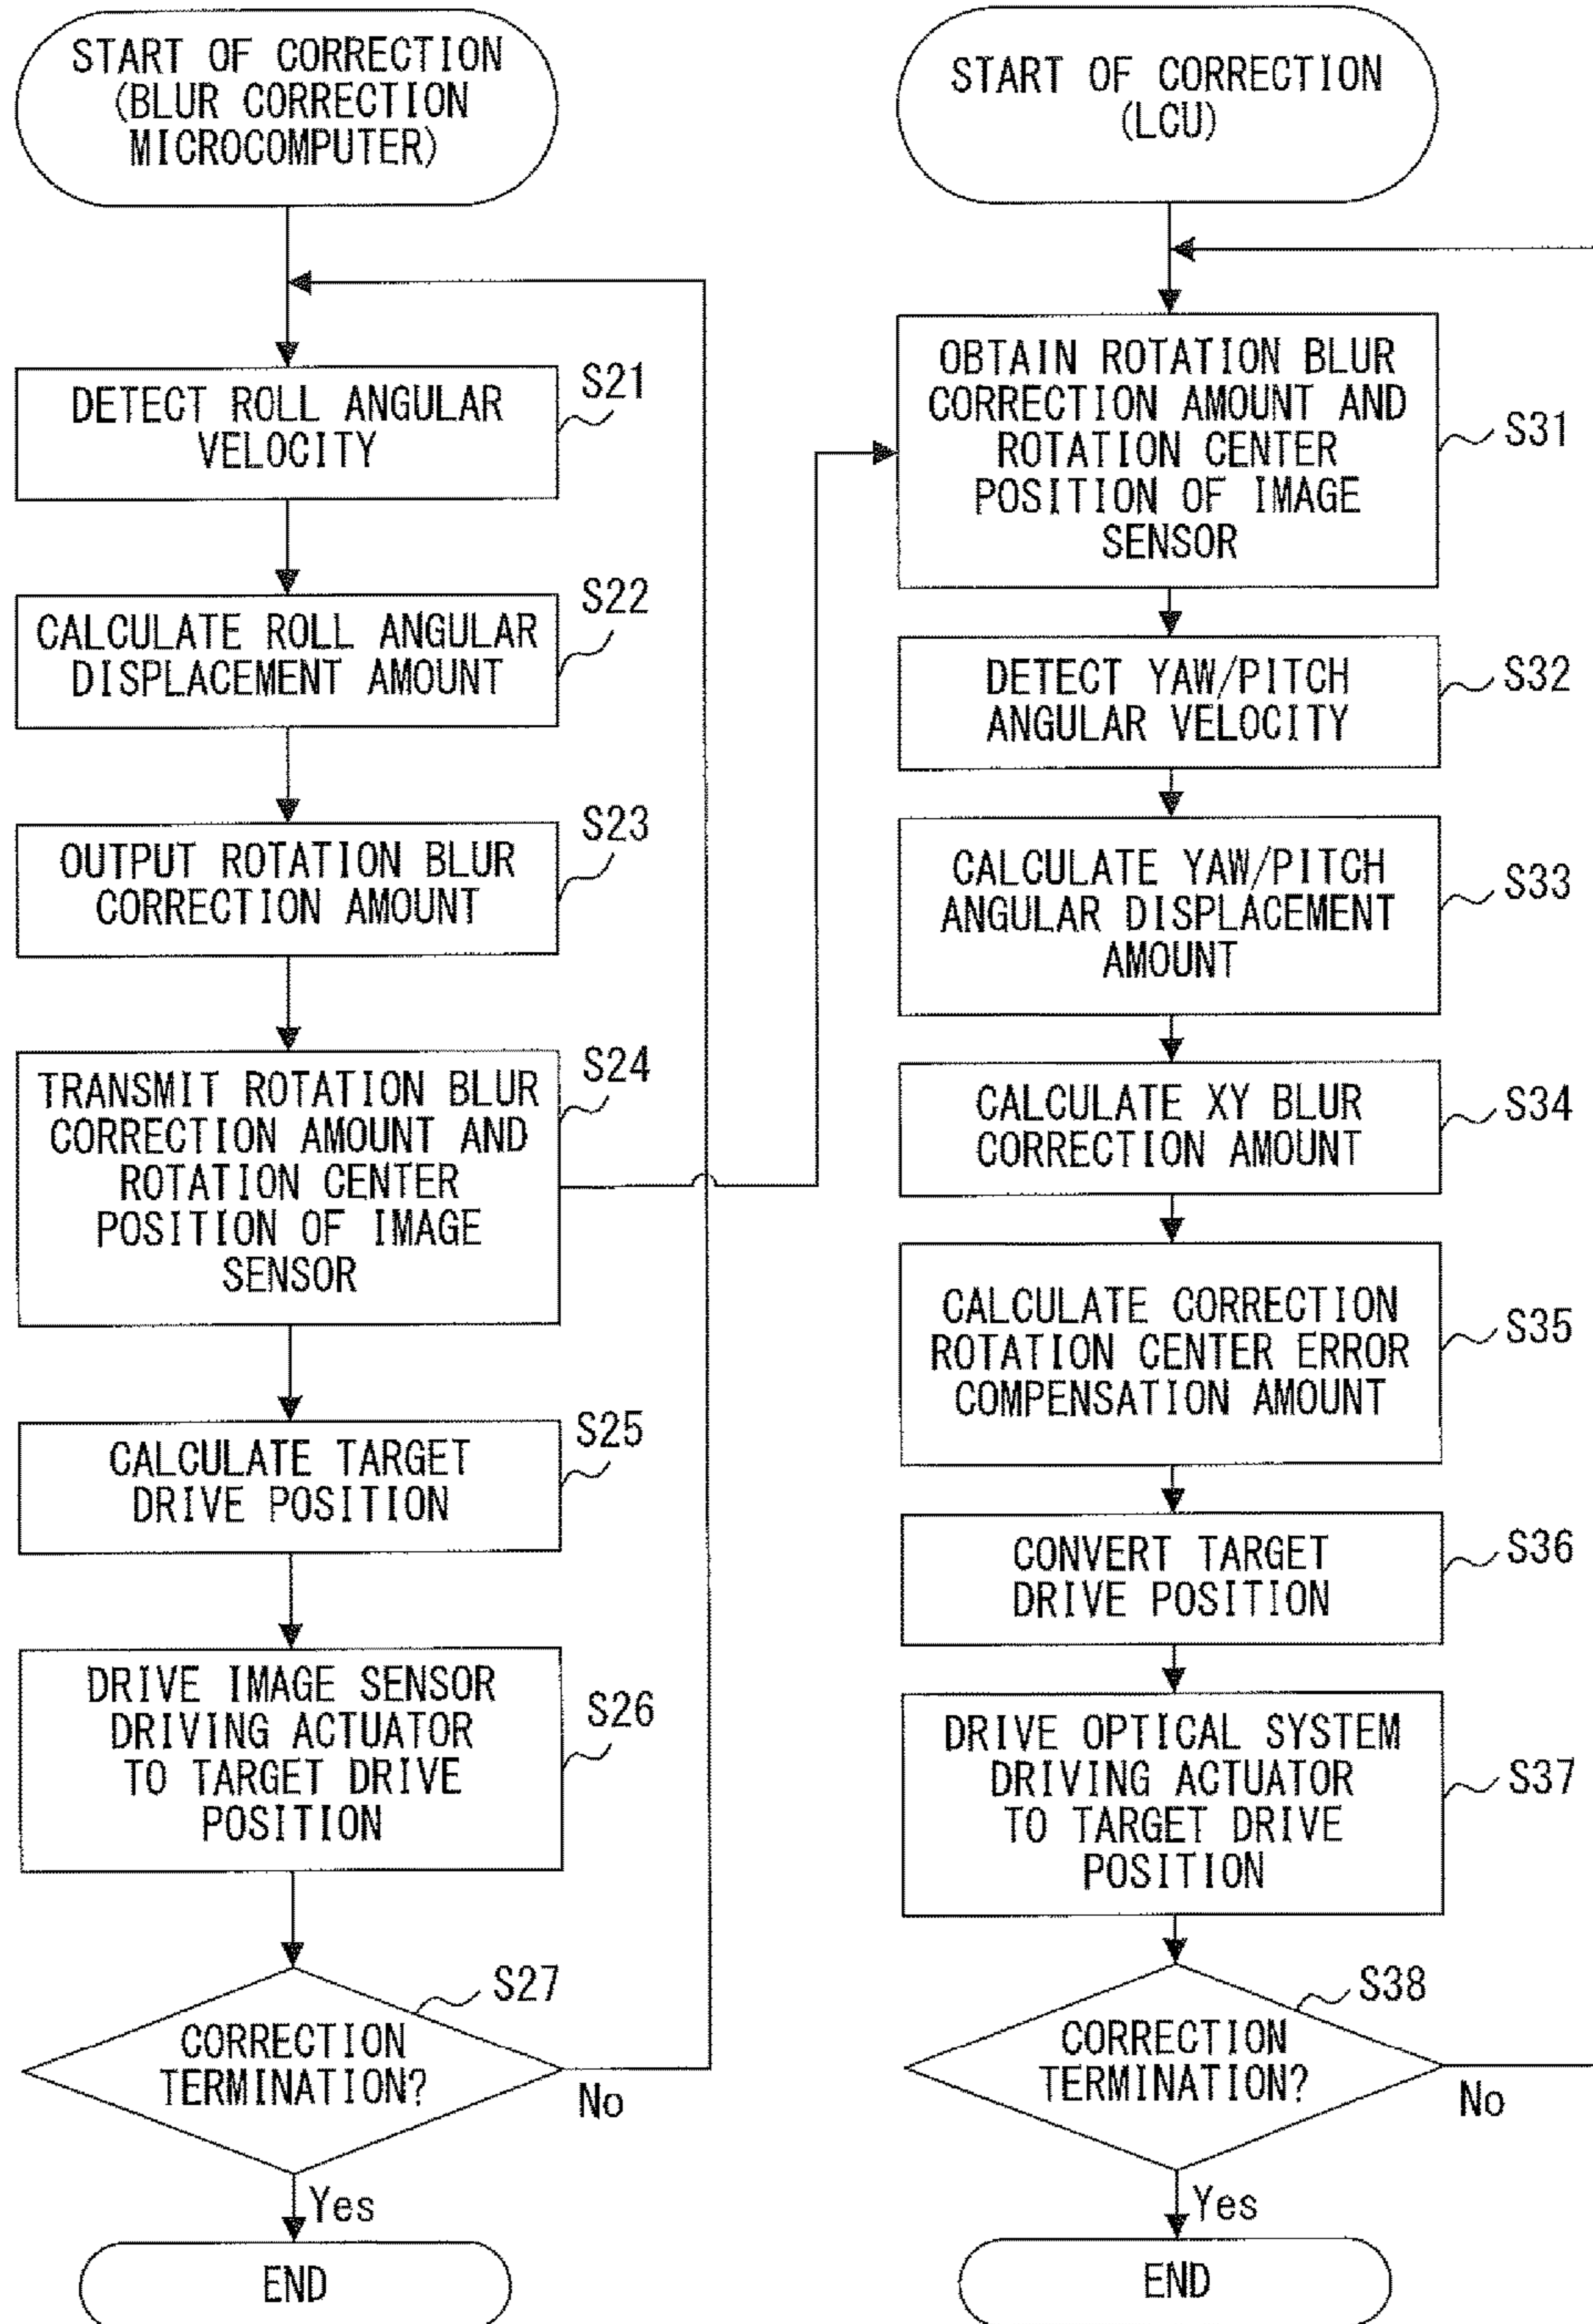 START OF CORRECTION
(BLUR CORRECTION
MICROCOMPUTER)
DETECT ROLL ANGULAR
VELOCITY
S21
CALCULATE ROLL ANGULAR
DISPLACEMENT AMOUNT
S22
OUTPUT ROTATION BLUR
CORRECTION AMOUNT
S23
TRANSMIT ROTATION BLUR
CORRECTION AMOUNT AND
ROTATION CENTER
POSITION OF IMAGE
SENSOR
S24
CALCULATE TARGET
DRIVE POSITION
S25
DRIVE IMAGE SENSOR
DRIVING ACTUATOR
TO TARGET DRIVE
POSITION
S26
CORRECTION
TERMINATION?
S27
No
Yes
END
START OF CORRECTION
(LCU)
OBTAIN ROTATION BLUR
CORRECTION AMOUNT AND
ROTATION CENTER
POSITION OF IMAGE
SENSOR
S31
DETECT YAW/PITCH
ANGULAR VELOCITY
S32
CALCULATE YAW/PITCH
ANGULAR DISPLACEMENT
AMOUNT
S33
CALCULATE XY BLUR
CORRECTION AMOUNT
S34
CALCULATE CORRECTION
ROTATION CENTER ERROR
COMPENSATION AMOUNT
S35
CONVERT TARGET
DRIVE POSITION
S36
DRIVE OPTICAL SYSTEM
DRIVING ACTUATOR
TO TARGET DRIVE
POSITION
S37
CORRECTION
TERMINATION?
S38
No
Yes
END